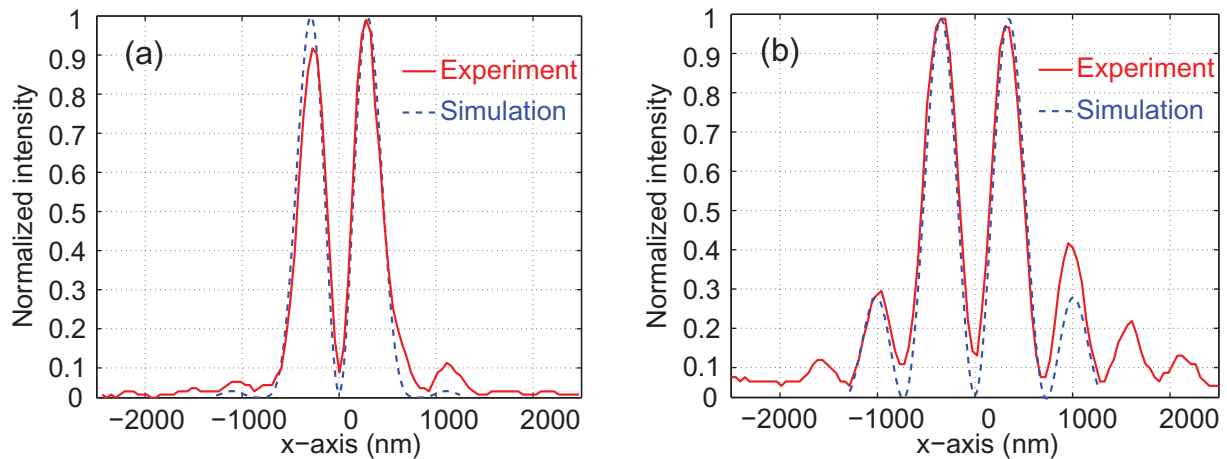 (a)
Experiment
Simulation
Normalized intensity
1
0.9
0.8
0.7
0.6
0.5
0.4
0.3
0.2
0.1
0
−2000 −1000 0 1000 2000
x−axis (nm)
(b)
Experiment
Simulation
Normalized intensity
1
0.9
0.8
0.7
0.6
0.5
0.4
0.3
0.2
0.1
0
−2000 −1000 0 1000 2000
x−axis (nm)